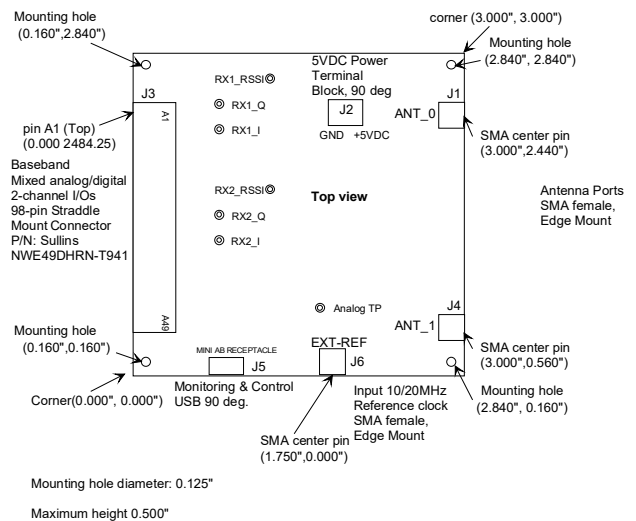 Mounting hole
(0.160",2.840")
corner (3.000", 3.000")
Mounting hole
(2.840", 2.840")
5VDC Power
Terminal
Block, 90 deg
J2
GND +5VDC
RX1_RSSI
RX1_Q
RX1_I
J3
A1
J1
ANT_0
pin A1 (Top)
(0.000 2484.25)
SMA center pin
(3.000",2.440")
Baseband
Mixed analog/digital
2-channel I/Os
98-pin Straddle
Mount Connector
P/N: Sullins
NWE49DHRN-T941
RX2_RSSI
RX2_Q
RX2_I
Top view
Antenna Ports
SMA female,
Edge Mount
Analog TP
A49
J4
ANT_1
Mounting hole
(0.160",0.160")
EXT-REF
MINI AB RECEPTACLE
J5
J6
SMA center pin
(3.000",0.560")
Corner(0.000", 0.000")
Monitoring & Control
USB 90 deg.
Input 10/20MHz
Reference clock
SMA female,
Edge Mount
Mounting hole
(2.840", 0.160")
SMA center pin
(1.750",0.000")
Mounting hole diameter: 0.125"
Maximum height 0.500"